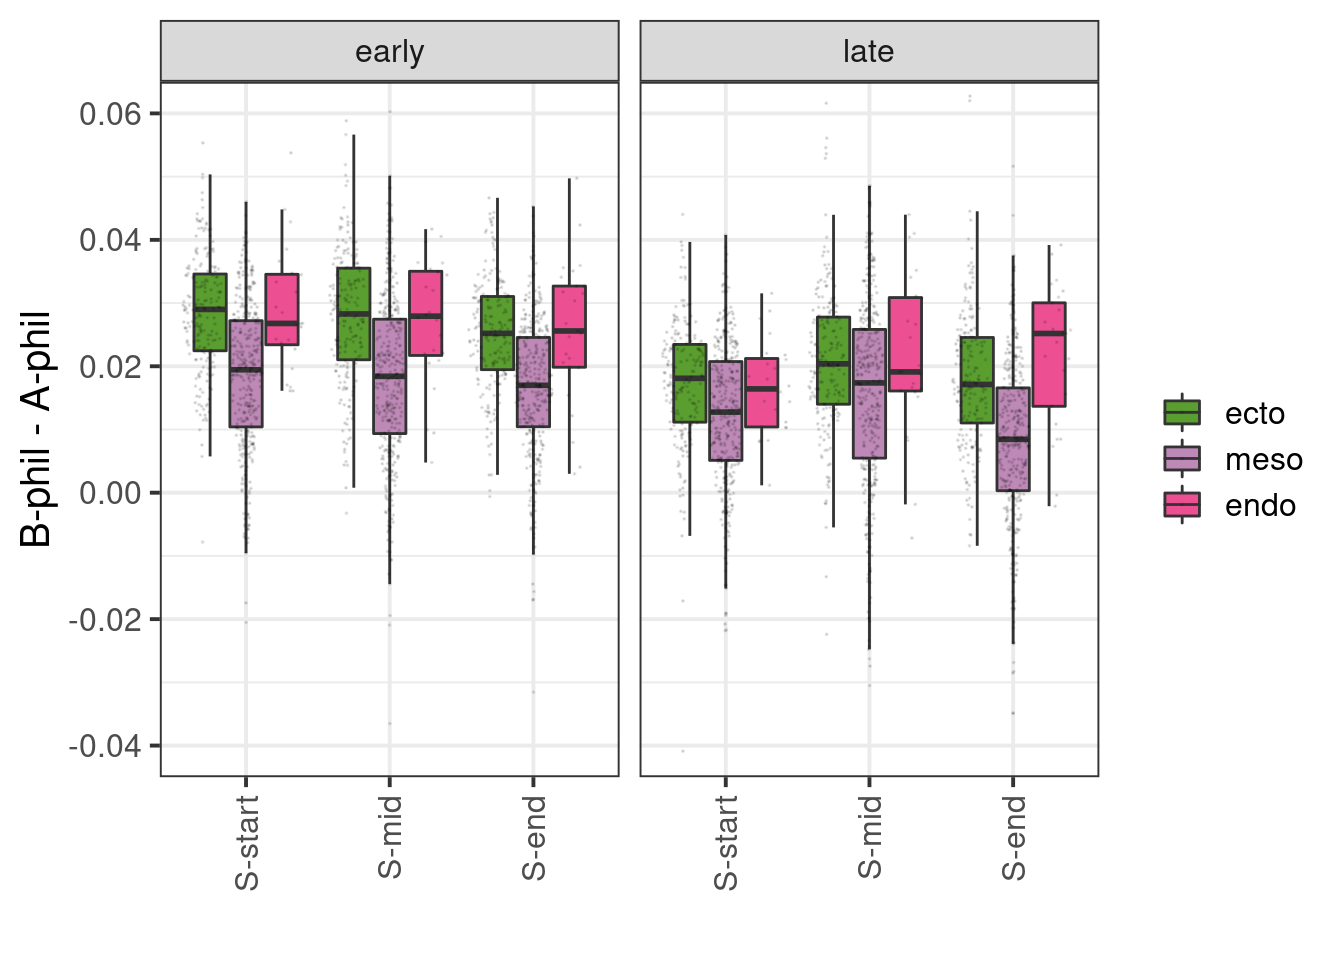 early
late
B-phil - A-phil
0.06
0.04
0.02
0.00
-0.02
-0.04
S-start
S-mid
S-end
S-start
S-mid
S-end
ecto
meso
endo